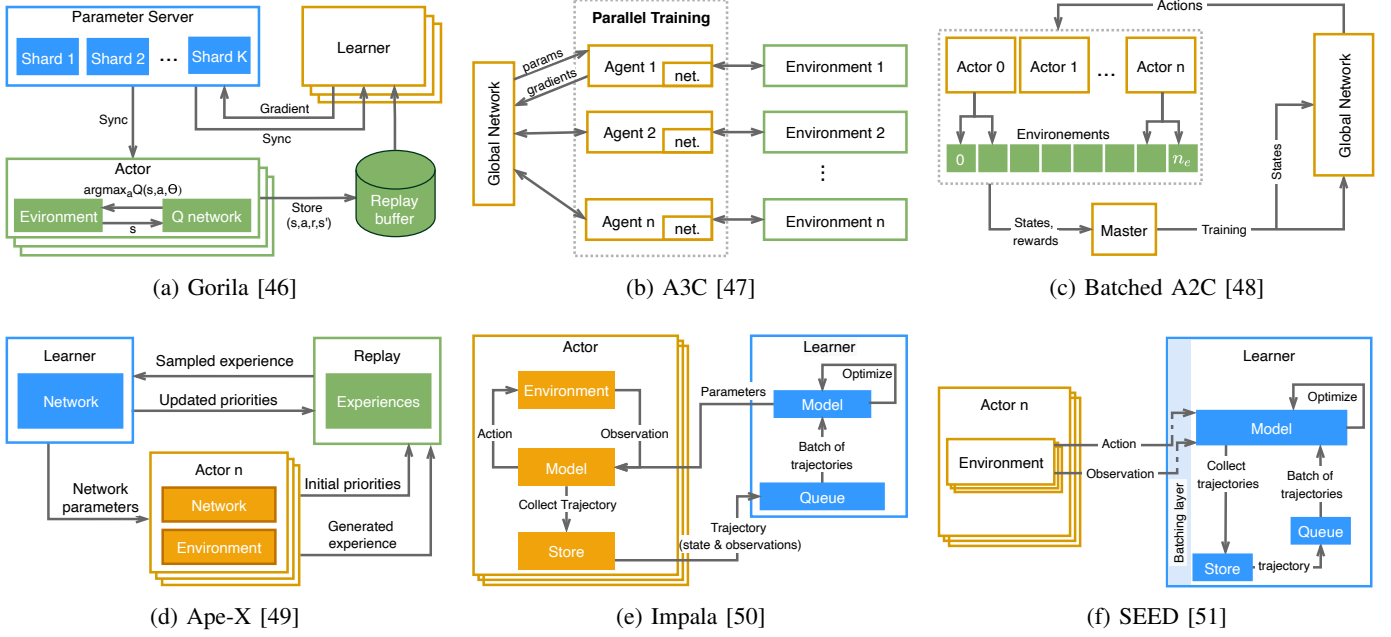 Parameter Server
Shard 1
Shard 2
...
Shard K
Learner
Gradient
Sync
Sync
Actor
argmaxaQ(s,a,Θ)
Evironment
Q network
s
Store
(s,a,r,s')
Replay
buffer
(a) Gorila [46]
Parallel Training
Global Network
params
gradients
Agent 1
net.
Environment 1
Agent 2
net.
Environment 2
⋮
Agent n
net.
Environment n
(b) A3C [47]
Actions
Actor 0
Actor 1
...
Actor n
Environements
0
n_e
States
Global Network
States,
rewards
Master
Training
(c) Batched A2C [48]
Learner
Network
Sampled experience
Updated priorities
Replay
Experiences
Network
parameters
Actor n
Network
Environment
Initial priorities
Generated
experience
(d) Ape-X [49]
Actor
Environment
Action
Observation
Model
Collect Trajectory
Store
Parameters
Trajectory
(state & observations)
Learner
Optimize
Model
Batch of
trajectories
Queue
(e) Impala [50]
Actor n
Environment
Action
Observation
Batching layer
Learner
Optimize
Model
Collect
trajectories
Batch of
trajectories
Queue
Store
trajectory
(f) SEED [51]